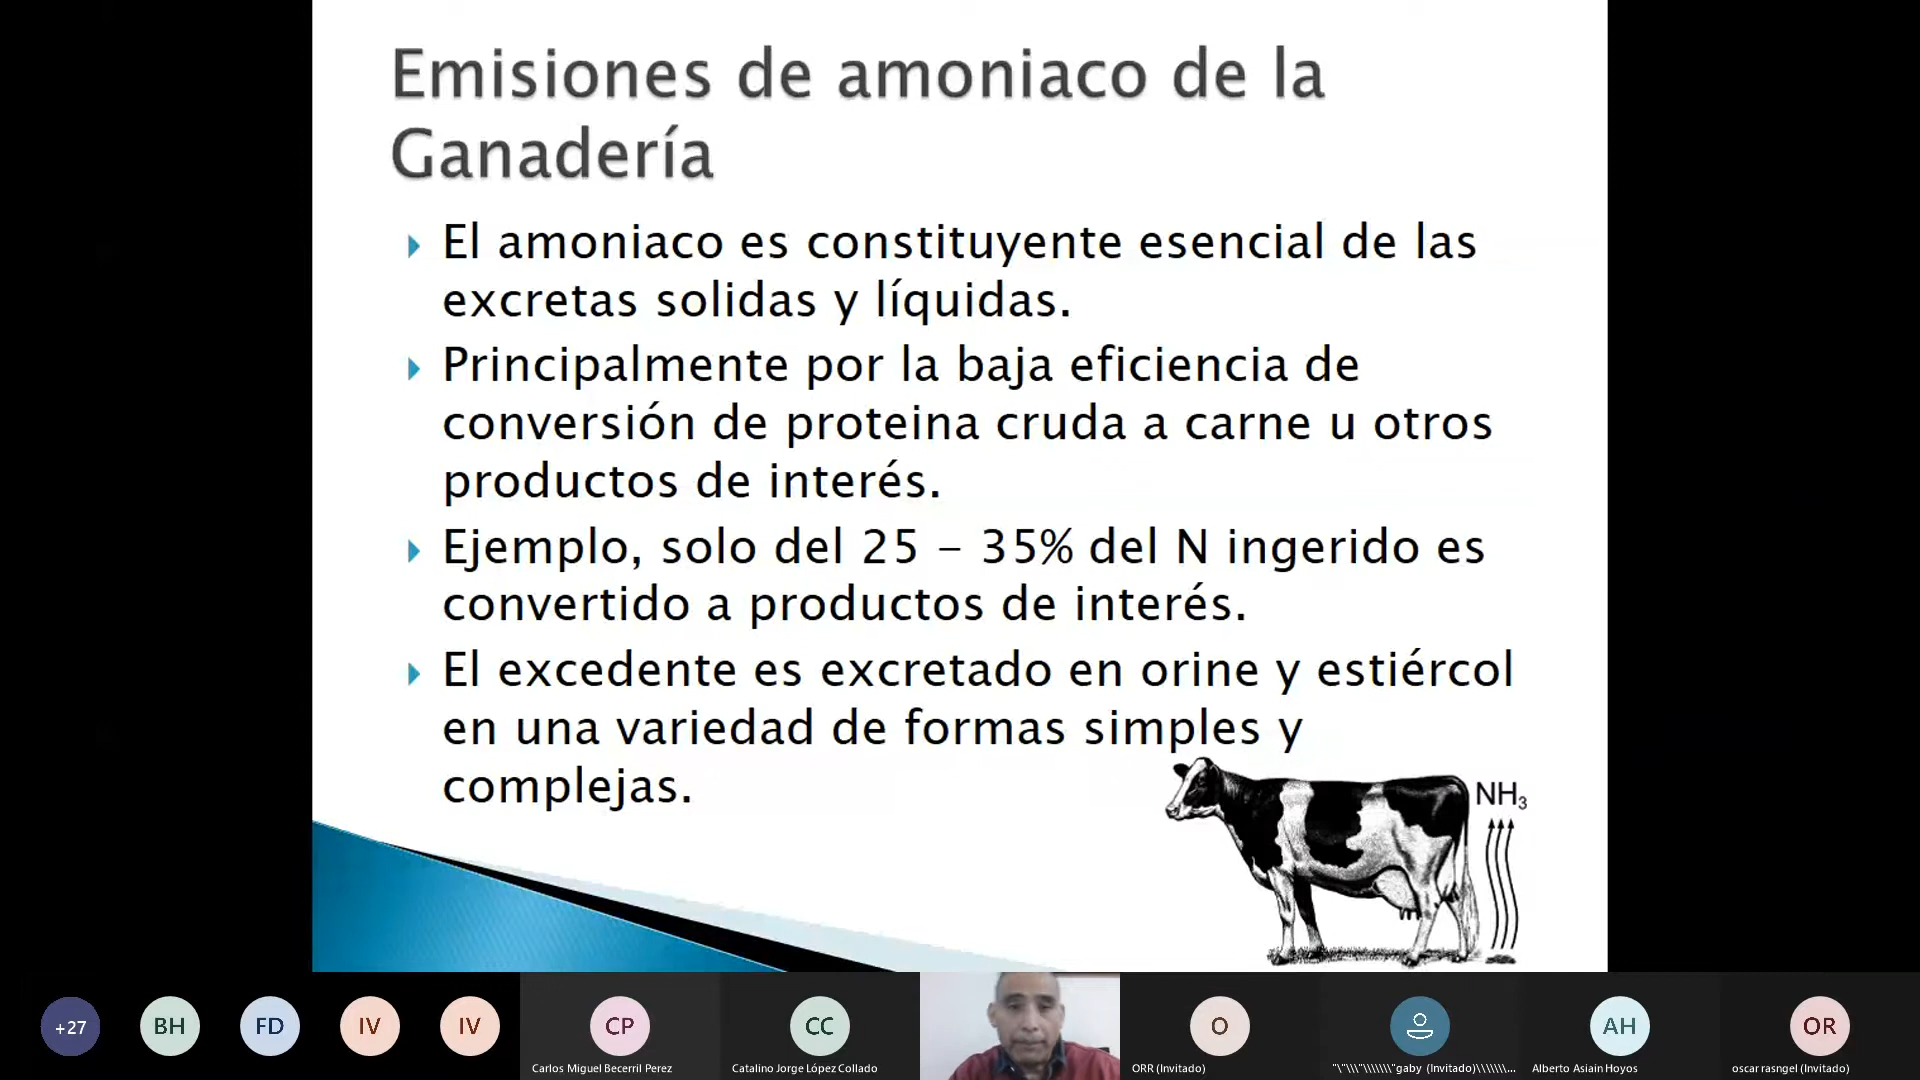 Emisiones de amoniaco de la
Ganadería
El amoniaco es constituyente esencial de las
excretas solidas y líquidas.
Principalmente por la baja eficiencia de
conversión de proteina cruda a carne u otros
productos de interés.
Ejemplo, solo del 25 – 35% del N ingerido es
convertido a productos de interés.
El excedente es excretado en orine y estiércol
en una variedad de formas simples y
complejas.
NH3
+27
BH
FD
IV
IV
CP
CC
O
AH
OR
Carlos Miguel Becerril Perez
Catalino Jorge López Collado
ORR (Invitado)
"\"\\\"\\\\\\\"gaby (Invitado)\\\\\\\...
Alberto Asiain Hoyos
oscar rasngel (Invitado)